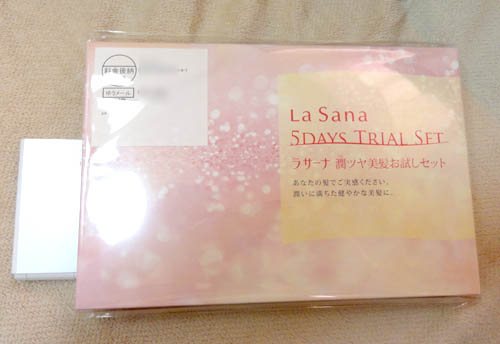 料金後納
ゆうメール
La Sana
5DAYS TRIAL SET
ラサーナ 潤ツヤ美髪お試しセット
あなたの髪でご実感ください。
潤いに満ちた健やかな美髪に。